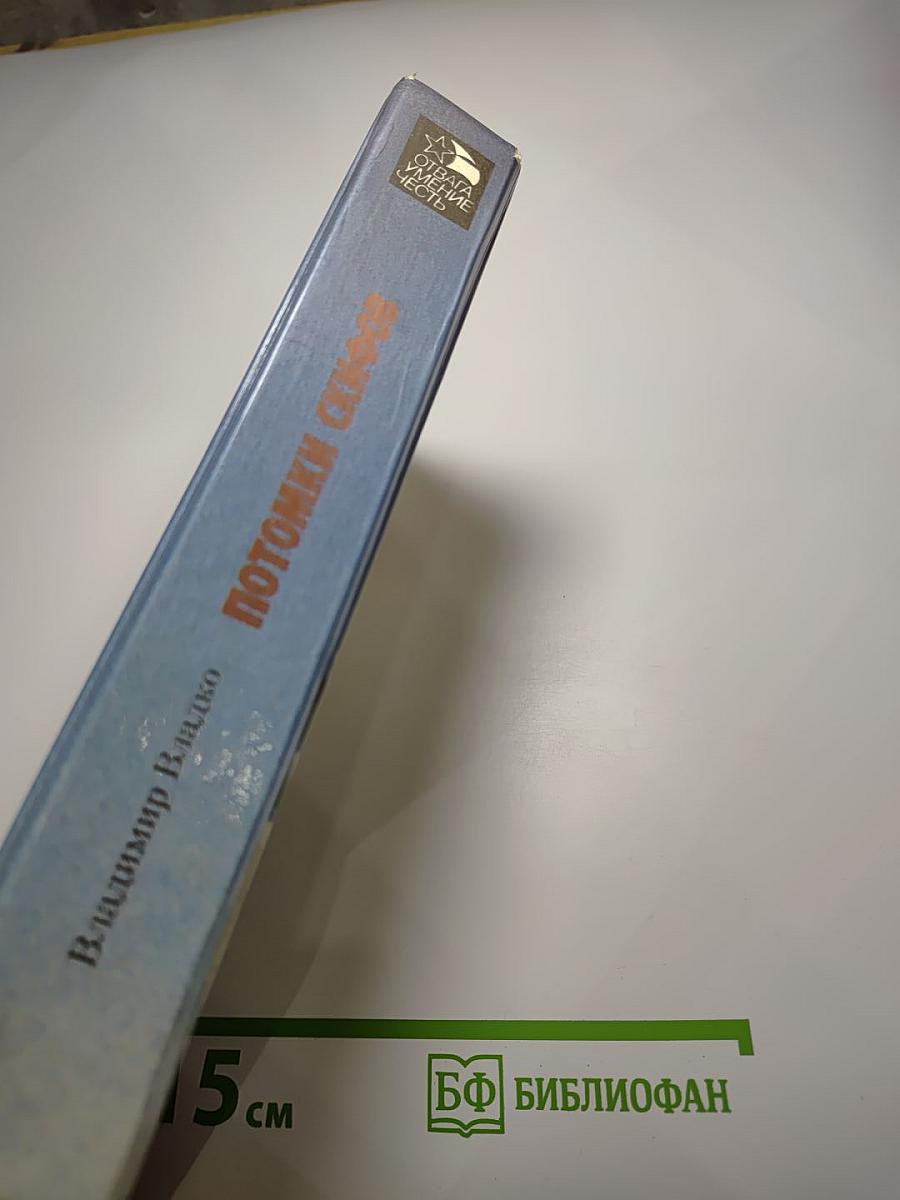 ОТВАГА
УМЕНИЕ
ЧЕСТЬ
ПОТОМКИ СКИФОВ
Владимир Владко
15 см
БФ БИБЛИОФАН